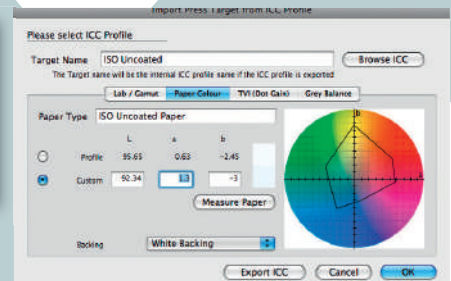 Import Press Target from ICC Profile
Please select ICC Profile
Target Name ISO Uncoated Browse ICC
The Target name will be the internal ICC profile name if the ICC profile is exported
Lab / Gamut Paper Colour TVI (Dot Gain) Grey Balance
Paper Type ISO Uncoated Paper
L a b
Profile 95.65 0.63 -2.45
Custom 92.34 1.3 -3
Measure Paper
Backing White Backing
b
Export ICC Cancel OK